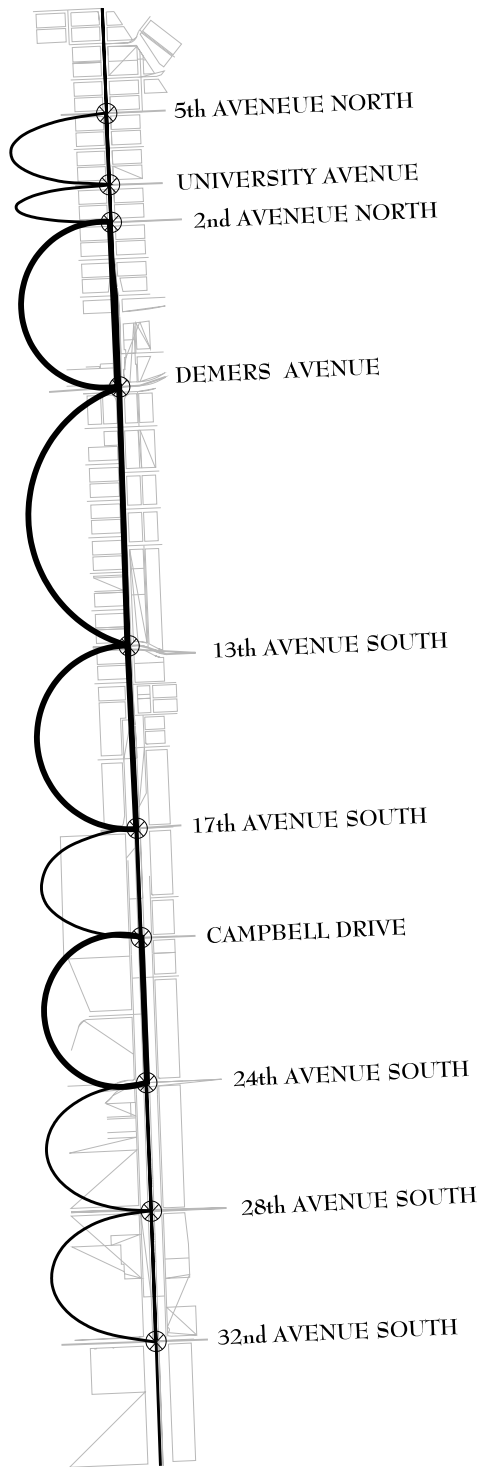 5th AVENEUE NORTH
UNIVERSITY AVENUE
2nd AVENEUE NORTH
DEMERS AVENUE
13th AVENUE SOUTH
17th AVENUE SOUTH
CAMPBELL DRIVE
24th AVENUE SOUTH
28th AVENUE SOUTH
32nd AVENUE SOUTH